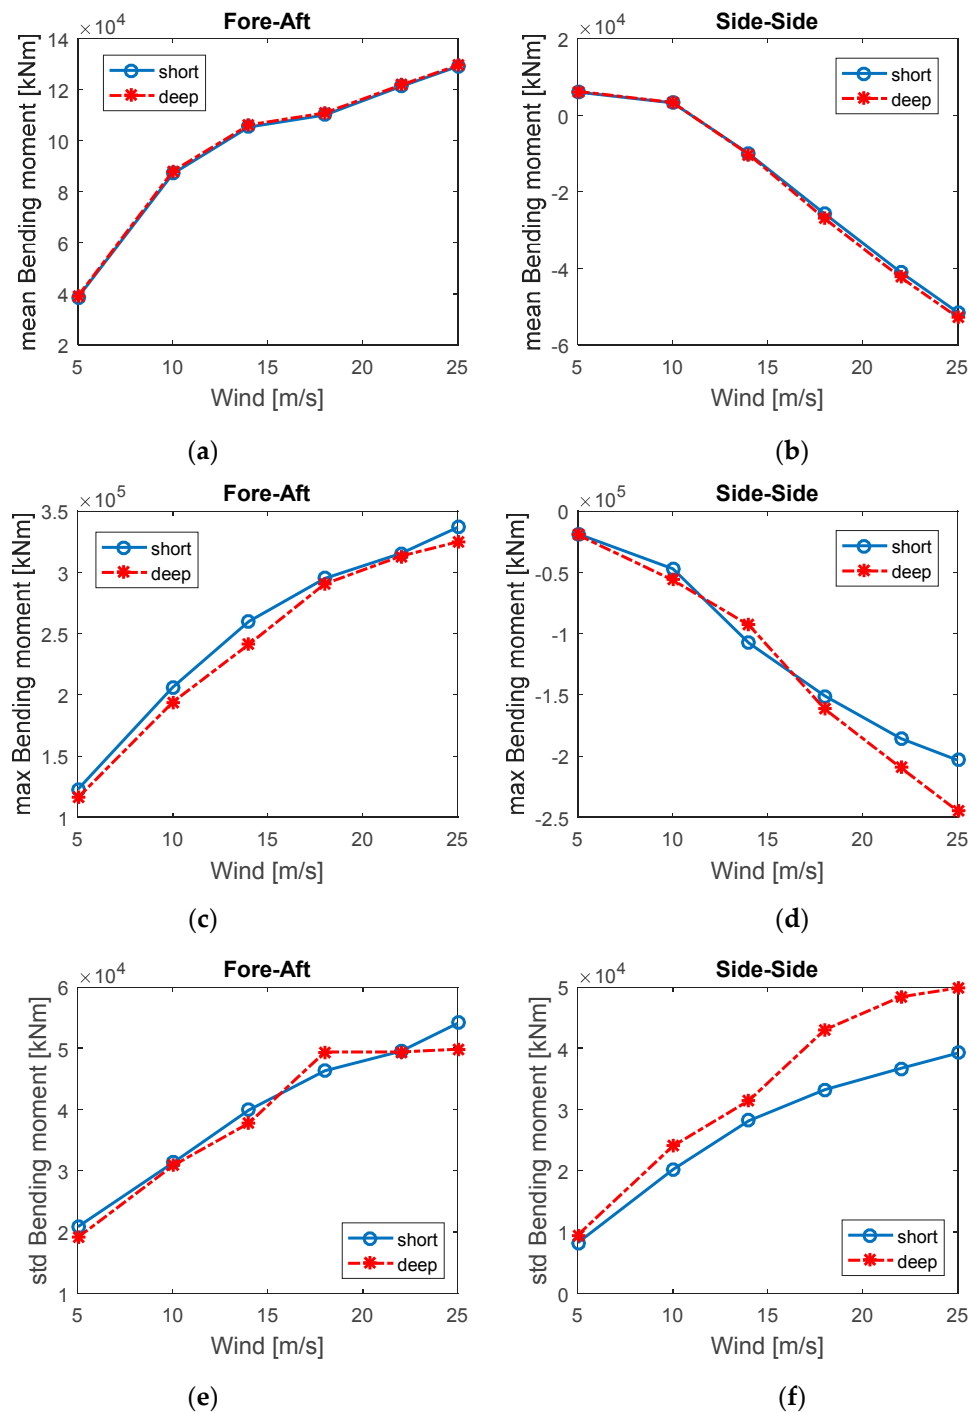 ×10^4 Fore-Aft
mean Bending moment [kNm]
14
12
10
8
6
4
2
short
deep
5 10 15 20 25
Wind [m/s]
(a)
×10^4 Side-Side
mean Bending moment [kNm]
2
0
-2
-4
-6
short
deep
5 10 15 20 25
Wind [m/s]
(b)
×10^5 Fore-Aft
max Bending moment [kNm]
3.5
3
2.5
2
1.5
1
short
deep
5 10 15 20 25
Wind [m/s]
(c)
×10^5 Side-Side
max Bending moment [kNm]
0
-0.5
-1
-1.5
-2
-2.5
short
deep
5 10 15 20 25
Wind [m/s]
(d)
×10^4 Fore-Aft
std Bending moment [kNm]
6
5
4
3
2
1
short
deep
5 10 15 20 25
Wind [m/s]
(e)
×10^4 Side-Side
std Bending moment [kNm]
5
4
3
2
1
0
short
deep
5 10 15 20 25
Wind [m/s]
(f)